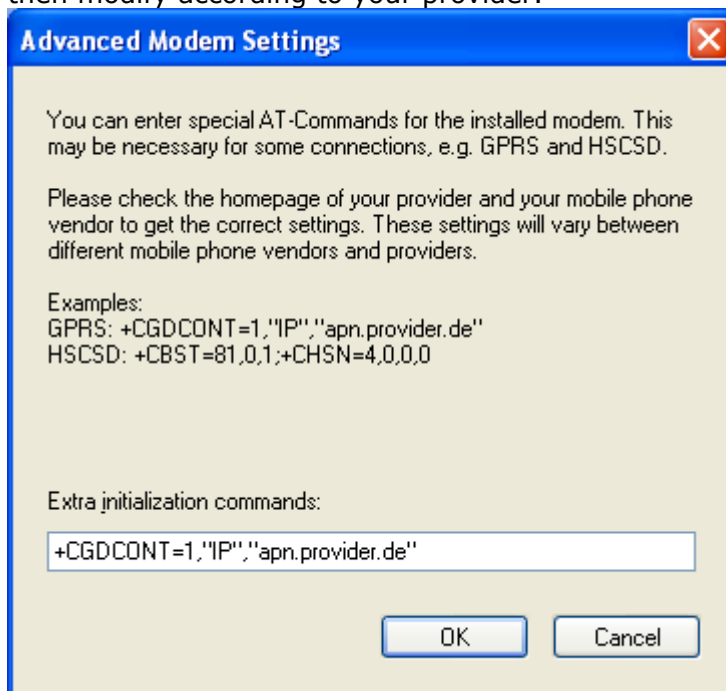 then modify according to your provider.
Advanced Modem Settings
You can enter special AT-Commands for the installed modem. This
may be necessary for some connections, e.g. GPRS and HSCSD.
Please check the homepage of your provider and your mobile phone
vendor to get the correct settings. These settings will vary between
different mobile phone vendors and providers.
Examples:
GPRS: +CGDCONT=1,"IP","apn.provider.de"
HSCSD: +CBST=81,0,1;+CHSN=4,0,0,0
Extra initialization commands:
+CGDCONT=1,"IP","apn.provider.de"
OK Cancel